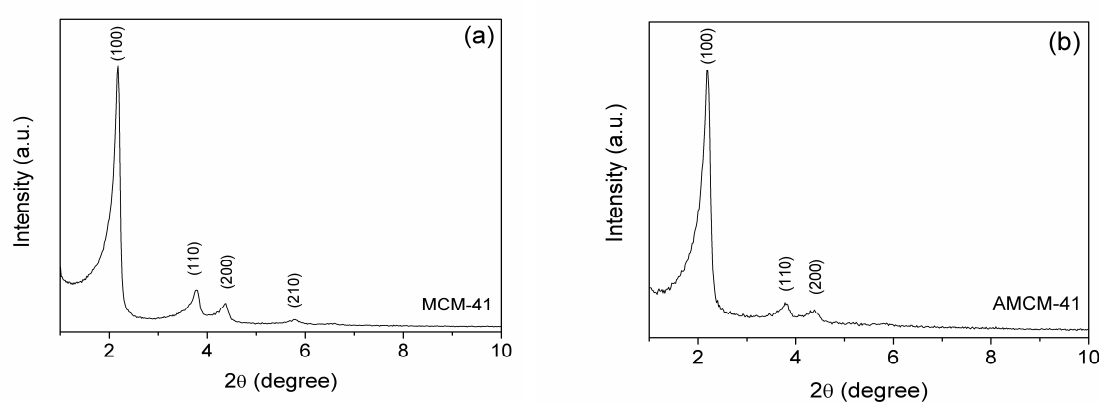 (a)
(100)
(110)
(200)
(210)
MCM-41
Intensity (a.u.)
2 4 6 8 10
2θ (degree)
(b)
(100)
(110)
(200)
AMCM-41
Intensity (a.u.)
2 4 6 8 10
2θ (degree)